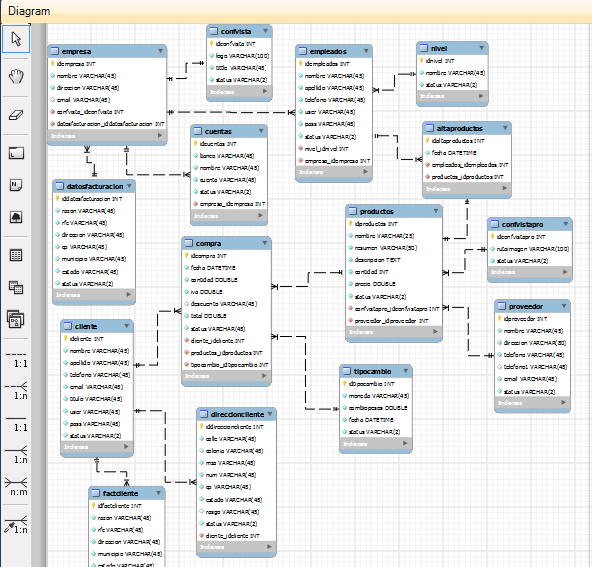 Diagram
confvista
idconfvista INT
logo VARCHAR(100)
tittle VARCHAR(45)
status VARCHAR(2)
Indexes
empresa
idempresa INT
nombre VARCHAR(45)
direccion VARCHAR(45)
email VARCHAR(45)
confvista_idconfvista INT
datosfacturacion_iddatosfacturacion INT
Indexes
empleados
idempleados INT
nombre VARCHAR(45)
apellido VARCHAR(45)
telefono VARCHAR(45)
user VARCHAR(45)
pass VARCHAR(45)
status VARCHAR(2)
nivel_idnivel INT
empresa_idempresa INT
Indexes
nivel
idnivel INT
nombre VARCHAR(45)
status VARCHAR(2)
Indexes
cuentas
idcuentas INT
banco VARCHAR(45)
nombre VARCHAR(45)
cuenta VARCHAR(45)
status VARCHAR(2)
empresa_idempresa INT
Indexes
altaproductos
idaltaproductos INT
fecha DATETIME
empleados_idempleados INT
productos_idproductos INT
Indexes
datosfacturacion
iddatosfacturacion INT
razon VARCHAR(45)
rfc VARCHAR(45)
direccion VARCHAR(45)
cp VARCHAR(45)
municipio VARCHAR(45)
estado VARCHAR(45)
status VARCHAR(2)
Indexes
productos
idproductos INT
nombre VARCHAR(25)
resumen VARCHAR(50)
description TEXT
cantidad INT
precio DOUBLE
status VARCHAR(2)
confvistapro_idconfvistapro INT
proveedor_idproveedor INT
Indexes
confvistapro
idconfvistapro INT
rutaimagen VARCHAR(100)
status VARCHAR(2)
Indexes
compra
idcompra INT
fecha DATETIME
cantidad DOUBLE
iva DOUBLE
descuento VARCHAR(45)
total DOUBLE
status VARCHAR(45)
cliente_idcliente INT
productos_idproductos INT
tipocambio_idtipocambio INT
Indexes
proveedor
idproveedor INT
nombre VARCHAR(45)
direccion VARCHAR(80)
telefono VARCHAR(45)
telefono1 VARCHAR(45)
email VARCHAR(45)
status VARCHAR(2)
Indexes
cliente
idcliente INT
nombre VARCHAR(45)
apellido VARCHAR(45)
telefono VARCHAR(45)
email VARCHAR(45)
titulo VARCHAR(45)
user VARCHAR(45)
pass VARCHAR(45)
status VARCHAR(2)
Indexes
tipocambio
idtipocambio INT
moneda VARCHAR(45)
cambiopesos DOUBLE
fecha DATETIME
status VARCHAR(2)
Indexes
direccioncliente
iddireccioncliente INT
calle VARCHAR(45)
colonia VARCHAR(45)
mza VARCHAR(45)
num VARCHAR(45)
cp VARCHAR(45)
estado VARCHAR(45)
status VARCHAR(2)
cliente_idcliente INT
Indexes
factcliente
idfactcliente INT
razon VARCHAR(45)
rfc VARCHAR(45)
direccion VARCHAR(45)
municipio VARCHAR(45)
estado VARCHAR(45)
1:1
1:n
1:1
1:n
n:m
1:n